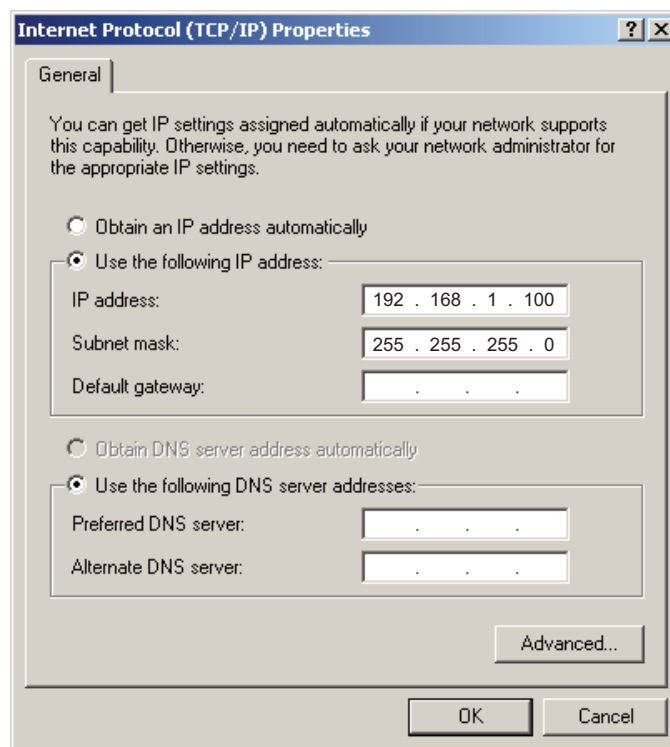 Internet Protocol (TCP/IP) Properties
General
You can get IP settings assigned automatically if your network supports
this capability. Otherwise, you need to ask your network administrator for
the appropriate IP settings.
Obtain an IP address automatically
Use the following IP address:
IP address: 192 . 168 . 1 . 100
Subnet mask: 255 . 255 . 255 . 0
Default gateway: . . .
Obtain DNS server address automatically
Use the following DNS server addresses:
Preferred DNS server: . . .
Alternate DNS server: . . .
Advanced...
OK Cancel